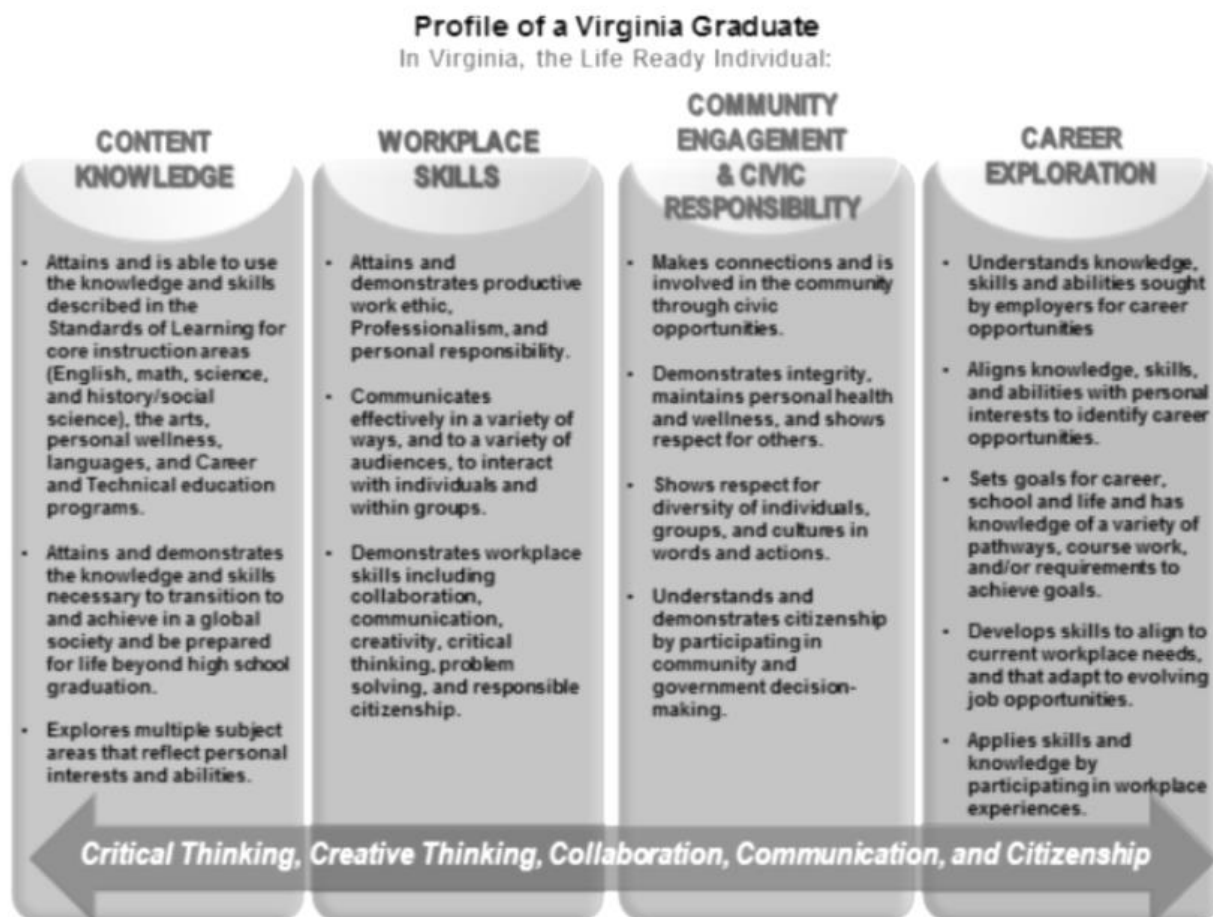 Profile of a Virginia Graduate
In Virginia, the Life Ready Individual:
CONTENT
KNOWLEDGE
• Attains and is able to use
the knowledge and skills
described in the
Standards of Learning for
core instruction areas
(English, math, science,
and history/social
science), the arts,
personal wellness,
languages, and Career
and Technical education
programs.
• Attains and demonstrates
the knowledge and skills
necessary to transition to
and achieve in a global
society and be prepared
for life beyond high school
graduation.
• Explores multiple subject
areas that reflect personal
interests and abilities.
WORKPLACE
SKILLS
• Attains and
demonstrates productive
work ethic,
Professionalism, and
personal responsibility.
• Communicates
effectively in a variety of
ways, and to a variety of
audiences, to interact
with individuals and
within groups.
• Demonstrates workplace
skills including
collaboration,
communication,
creativity, critical
thinking, problem
solving, and responsible
citizenship.
COMMUNITY
ENGAGEMENT
& CIVIC
RESPONSIBILITY
• Makes connections and is
involved in the community
through civic
opportunities.
• Demonstrates integrity,
maintains personal health
and wellness, and shows
respect for others.
• Shows respect for
diversity of individuals,
groups, and cultures in
words and actions.
• Understands and
demonstrates citizenship
by participating in
community and
government decision-
making.
CAREER
EXPLORATION
• Understands knowledge,
skills and abilities sought
by employers for career
opportunities
• Aligns knowledge, skills,
and abilities with personal
interests to identify career
opportunities.
• Sets goals for career,
school and life and has
knowledge of a variety of
pathways, course work,
and/or requirements to
achieve goals.
• Develops skills to align to
current workplace needs,
and that adapt to evolving
job opportunities.
• Applies skills and
knowledge by
participating in workplace
experiences.
Critical Thinking, Creative Thinking, Collaboration, Communication, and Citizenship